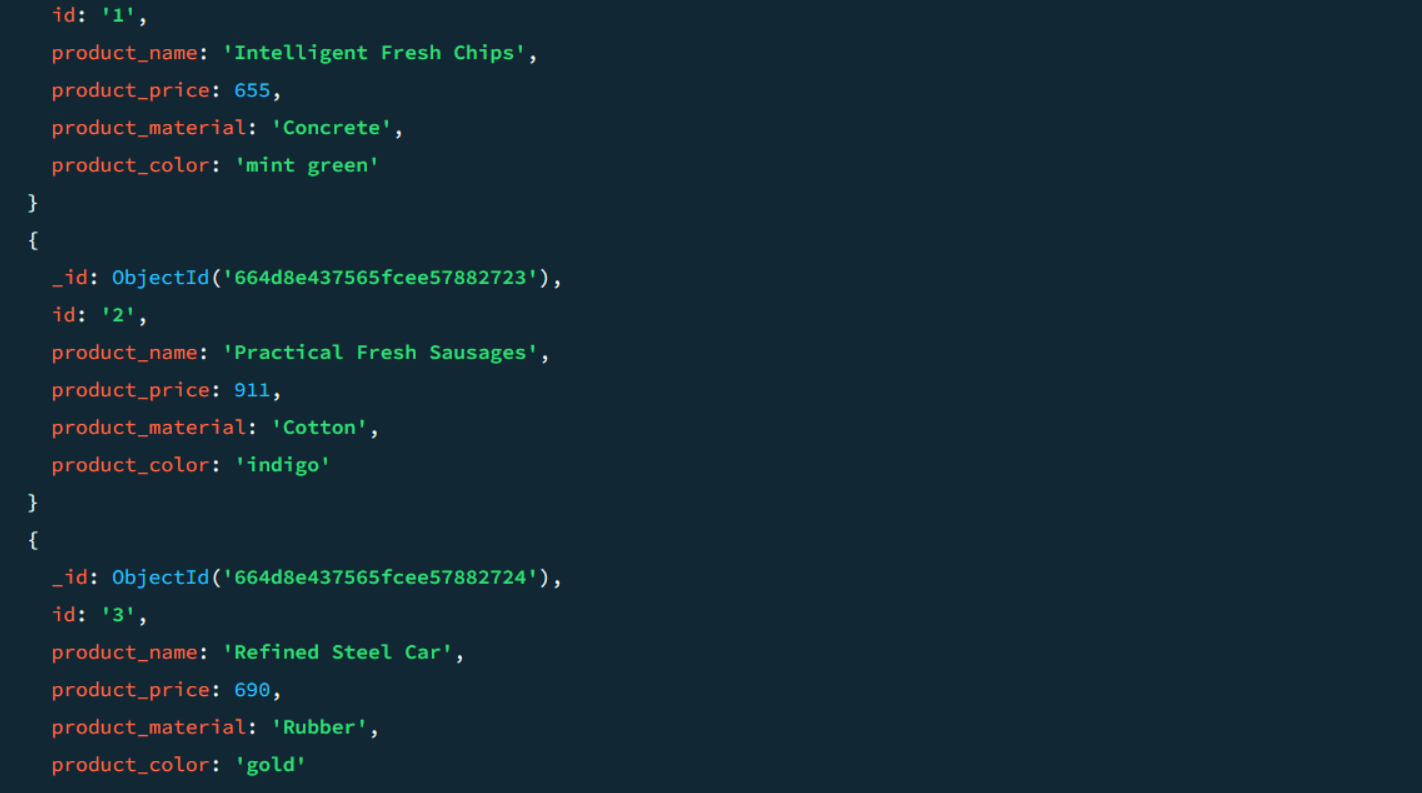 id: '1',
product_name: 'Intelligent Fresh Chips',
product_price: 655,
product_material: 'Concrete',
product_color: 'mint green'
}
{
_id: ObjectId('664d8e437565fcee57882723'),
id: '2',
product_name: 'Practical Fresh Sausages',
product_price: 911,
product_material: 'Cotton',
product_color: 'indigo'
}
{
_id: ObjectId('664d8e437565fcee57882724'),
id: '3',
product_name: 'Refined Steel Car',
product_price: 690,
product_material: 'Rubber',
product_color: 'gold'